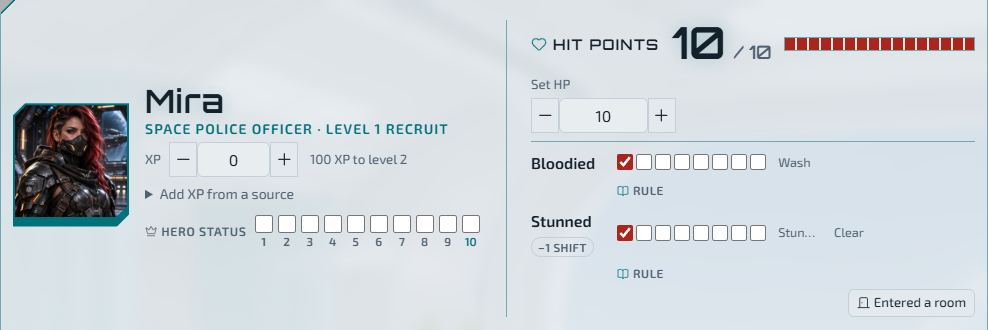 Mira
SPACE POLICE OFFICER · LEVEL 1 RECRUIT
XP − 0 + 100 XP to level 2
▶ Add XP from a source
HERO STATUS
1 2 3 4 5 6 7 8 9 10
HIT POINTS 10 / 10
Set HP
− 10 +
Bloodied Wash
RULE
Stunned Stun... Clear
−1 SHIFT
RULE
Entered a room